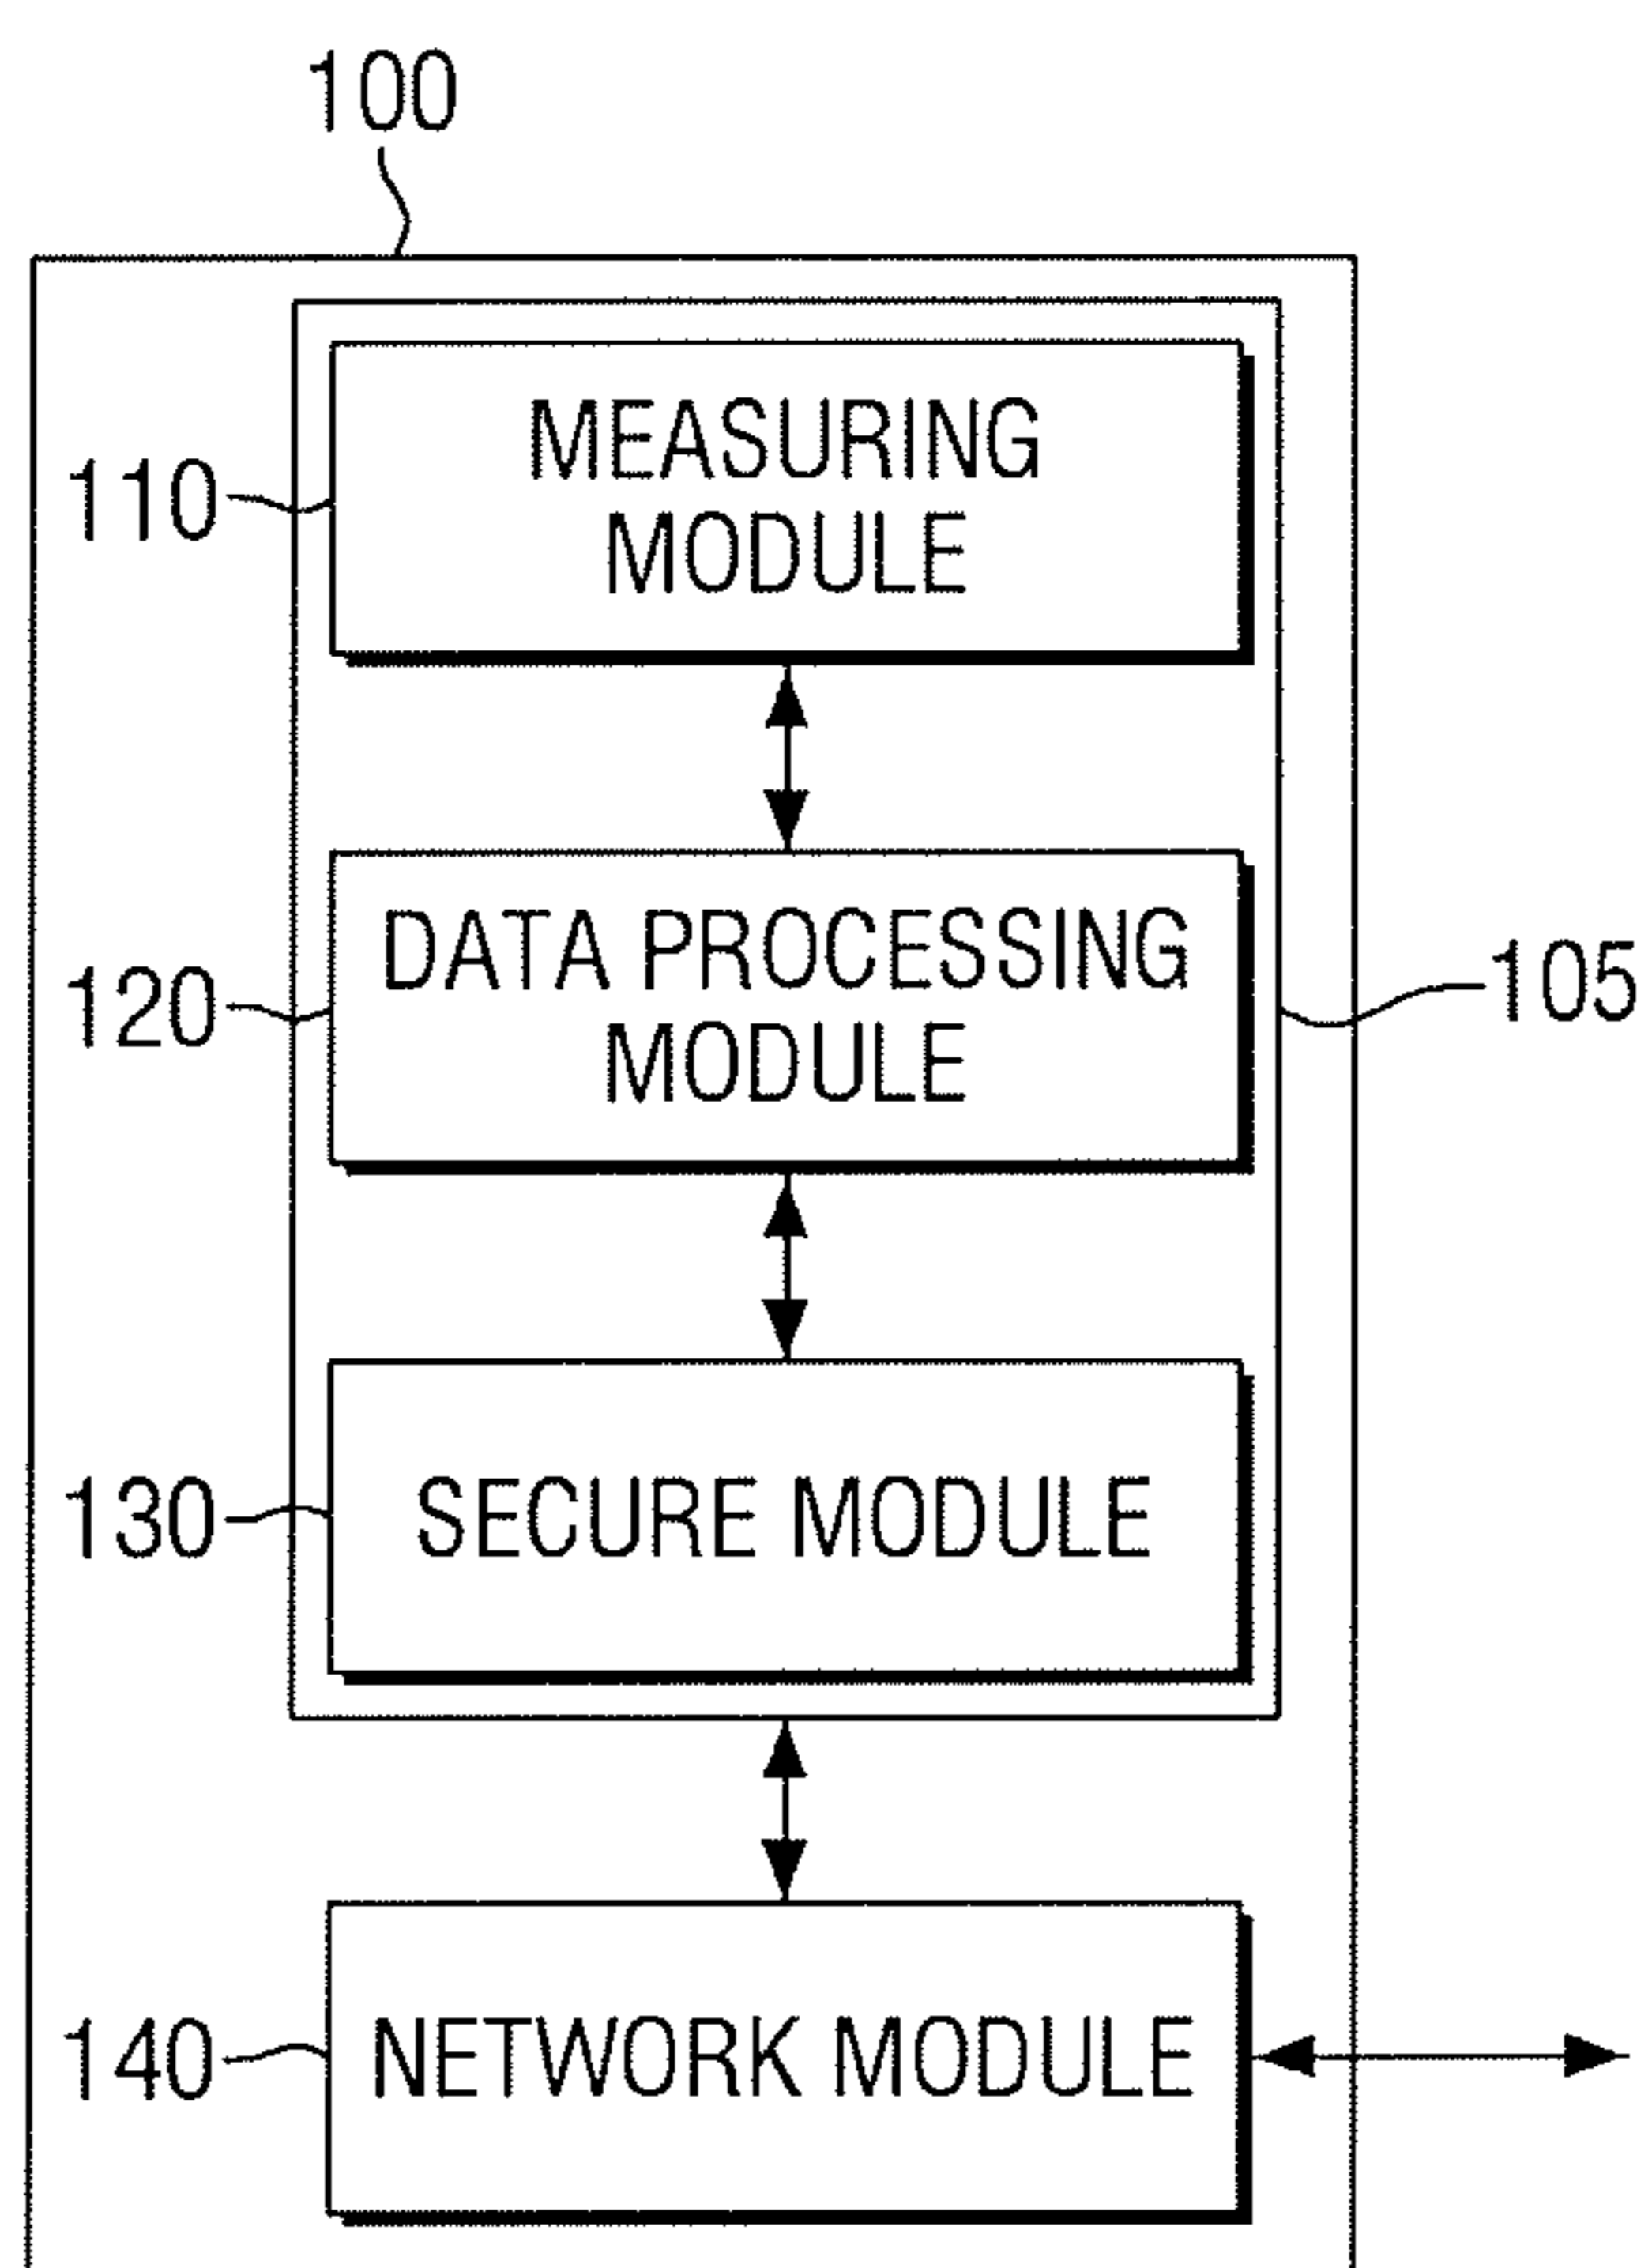 100
110
MEASURING
MODULE
120
DATA PROCESSING
MODULE
105
130
SECURE MODULE
140
NETWORK MODULE